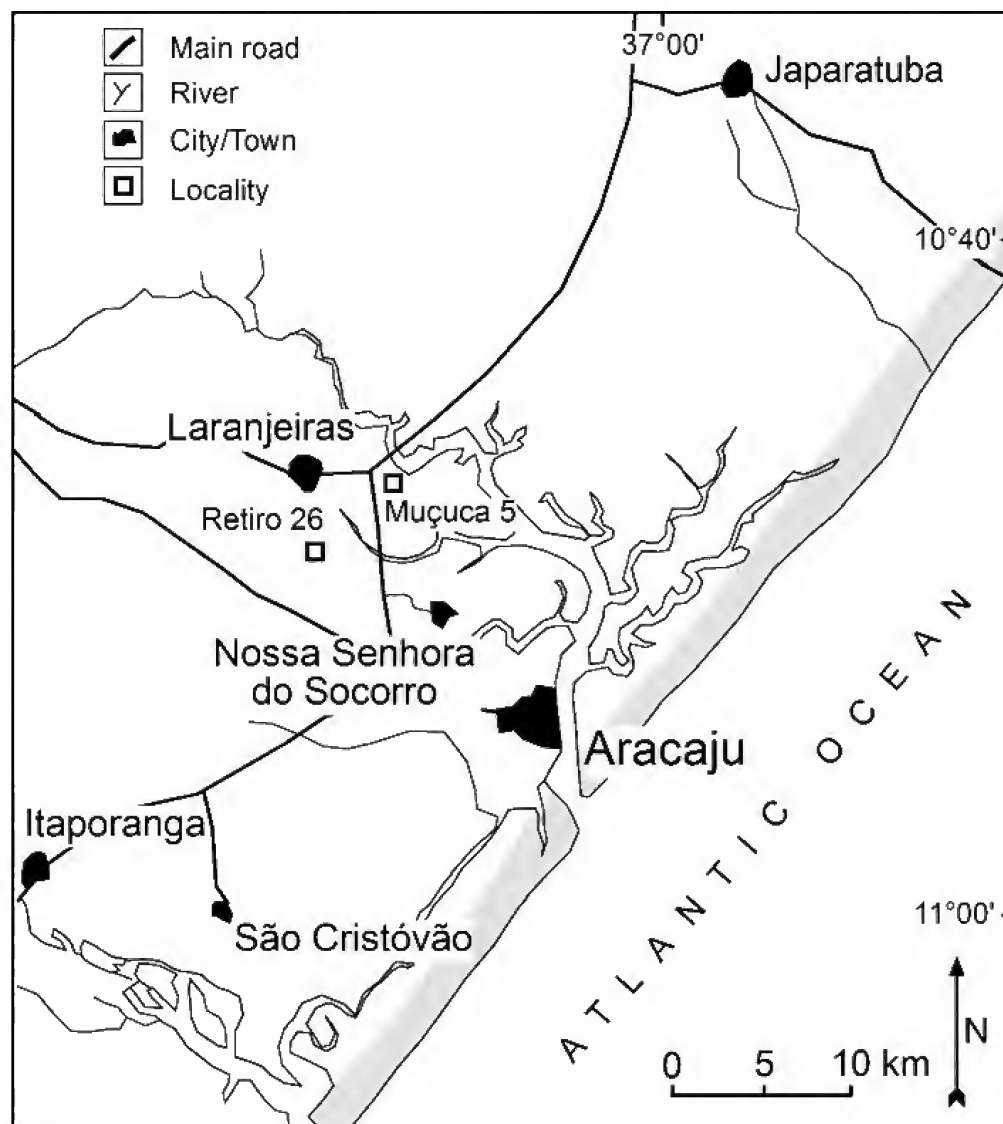 Main road
River
City/Town
Locality
37°00'
Japaratuba
10°40'
Laranjeiras
Retiro 26
Muçuca 5
Nossa Senhora
do Socorro
Aracaju
Itaporanga
São Cristóvão
ATLANTIC OCEAN
11°00'
N
0 5 10 km